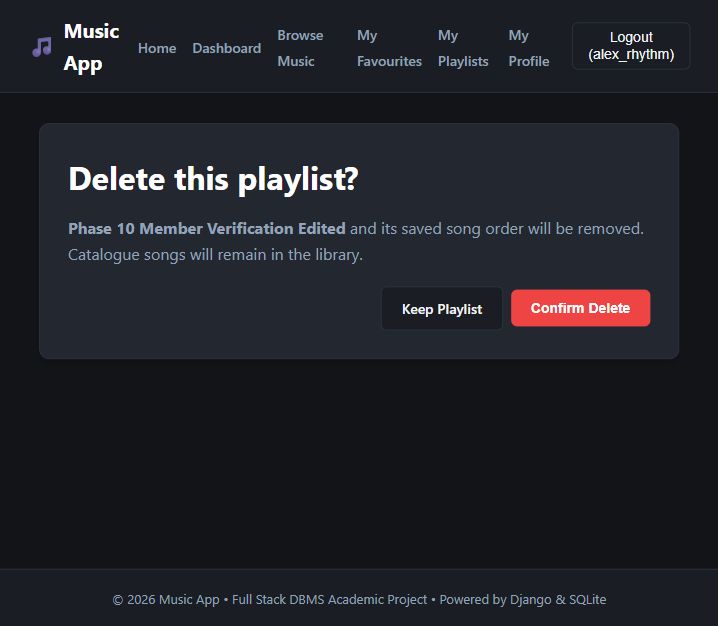 Music
App
Home
Dashboard
Browse
Music
My
Favourites
My
Playlists
My
Profile
Logout
(alex_rhythm)
Delete this playlist?
Phase 10 Member Verification Edited and its saved song order will be removed.
Catalogue songs will remain in the library.
Keep Playlist
Confirm Delete
© 2026 Music App • Full Stack DBMS Academic Project • Powered by Django & SQLite